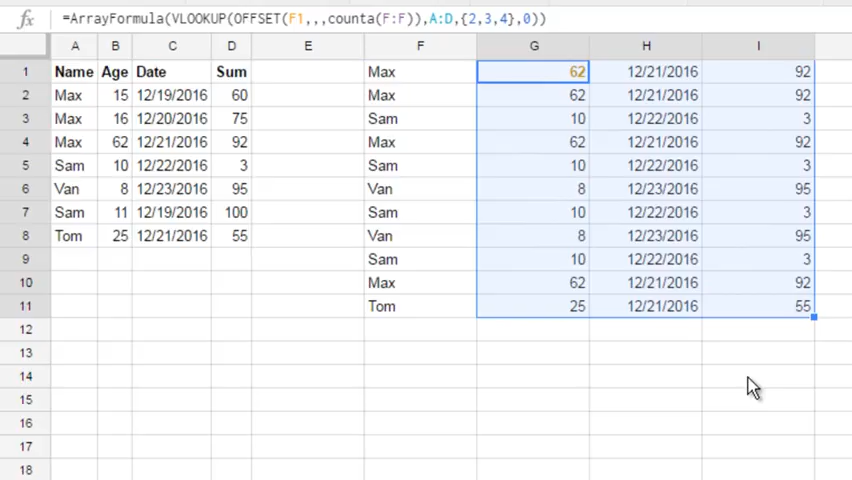 fx =ArrayFormula(VLOOKUP(OFFSET(F1,,,counta(F:F)),A:D,{2,3,4},0))
A B C D E F G H I
1 Name Age Date Sum Max 62 12/21/2016 92
2 Max 15 12/19/2016 60 Max 62 12/21/2016 92
3 Max 16 12/20/2016 75 Sam 10 12/22/2016 3
4 Max 62 12/21/2016 92 Max 62 12/21/2016 92
5 Sam 10 12/22/2016 3 Sam 10 12/22/2016 3
6 Van 8 12/23/2016 95 Van 8 12/23/2016 95
7 Sam 11 12/19/2016 100 Sam 10 12/22/2016 3
8 Tom 25 12/21/2016 55 Van 8 12/23/2016 95
9 Sam 10 12/22/2016 3
10 Max 62 12/21/2016 92
11 Tom 25 12/21/2016 55
12
13
14
15
16
17
18